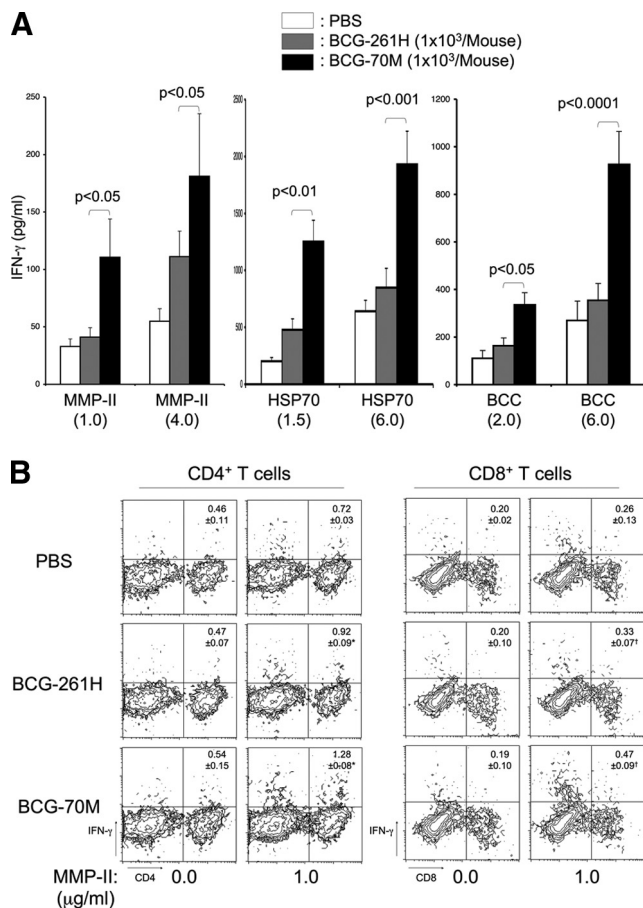 A
: PBS
: BCG-261H (1x10³/Mouse)
: BCG-70M (1x10³/Mouse)
IFN-γ (pg/ml)
250
200
150
100
50
0
p<0.05
p<0.05
MMP-II
(1.0)
MMP-II
(4.0)
2500
2000
1500
1000
500
0
p<0.01
p<0.001
HSP70
(1.5)
HSP70
(6.0)
1200
1000
800
600
400
200
0
p<0.05
p<0.0001
BCC
(2.0)
BCC
(6.0)
B
CD4⁺ T cells
CD8⁺ T cells
PBS
0.46
±0.11
0.72
±0.03
0.20
±0.02
0.26
±0.13
BCG-261H
0.47
±0.07
0.92
±0.09*
0.20
±0.10
0.33
±0.07†
BCG-70M
0.54
±0.15
1.28
±0.08*
0.19
±0.10
0.47
±0.09†
IFN-γ
IFN-γ
MMP-II:
(μg/ml)
CD4
0.0
1.0
CD8
0.0
1.0